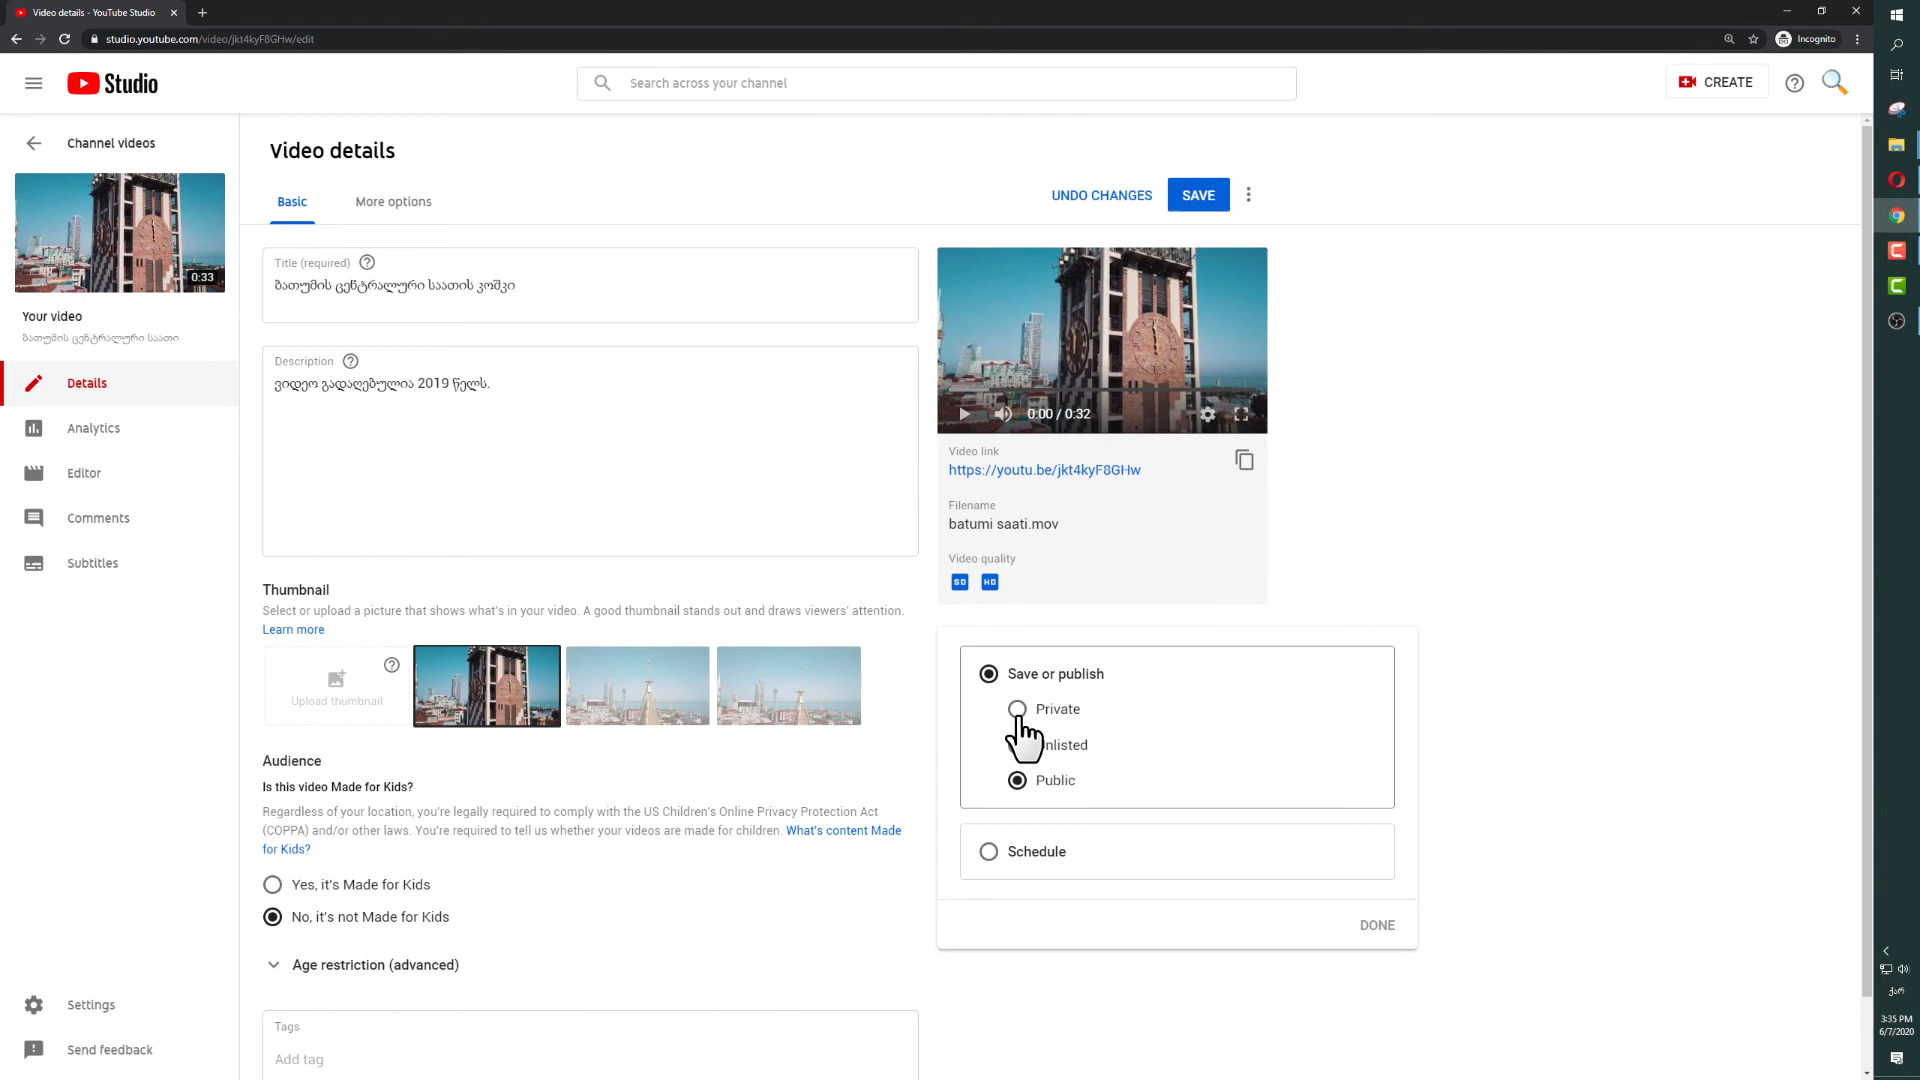 Video details - YouTube Studio
studio.youtube.com/video/jkt4kyF8GHw/edit
Incognito
Studio
Search across your channel
CREATE
Channel videos
0:33
Your video
ბათუმის ცენტრალური საათი
Details
Analytics
Editor
Comments
Subtitles
Settings
Send feedback
Video details
Basic
More options
UNDO CHANGES
SAVE
Title (required)
ბათუმის ცენტრალური საათის კოშკი
Description
ვიდეო გადაღებულია 2019 წელს.
Thumbnail
Select or upload a picture that shows what's in your video. A good thumbnail stands out and draws viewers' attention.
Learn more
Upload thumbnail
Audience
Is this video Made for Kids?
Regardless of your location, you're legally required to comply with the US Children's Online Privacy Protection Act
(COPPA) and/or other laws. You're required to tell us whether your videos are made for children. What's content Made
for Kids?
Yes, it's Made for Kids
No, it's not Made for Kids
Age restriction (advanced)
Tags
Add tag
0:00 / 0:32
Video link
https://youtu.be/jkt4kyF8GHw
Filename
batumi saati.mov
Video quality
SD HD
Save or publish
Private
nlisted
Public
Schedule
DONE
ქარ
3:35 PM
6/7/2020